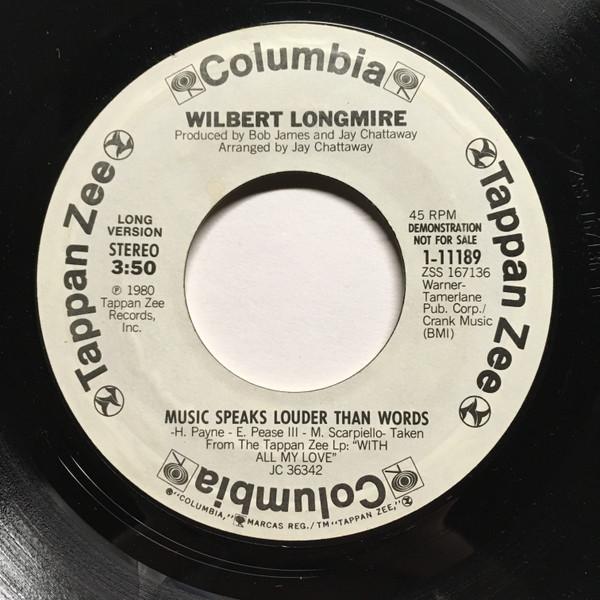 Columbia
WILBERT LONGMIRE
Produced by Bob James and Jay Chattaway
Arranged by Jay Chattaway
Tappan Zee
LONG
VERSION
STEREO
3:50
℗ 1980
Tappan Zee
Records,
Inc.
45 RPM
DEMONSTRATION
NOT FOR SALE
1-11189
ZSS 167136
Warner-
Tamerlane
Pub. Corp./
Crank Music
(BMI)
Tappan Zee
MUSIC SPEAKS LOUDER THAN WORDS
-H. Payne - E. Pease III - M. Scarpiello- Taken
From The Tappan Zee Lp: "WITH
ALL MY LOVE"
JC 36342
Columbia
®"COLUMBIA," MARCAS REG./TM "TAPPAN ZEE,"